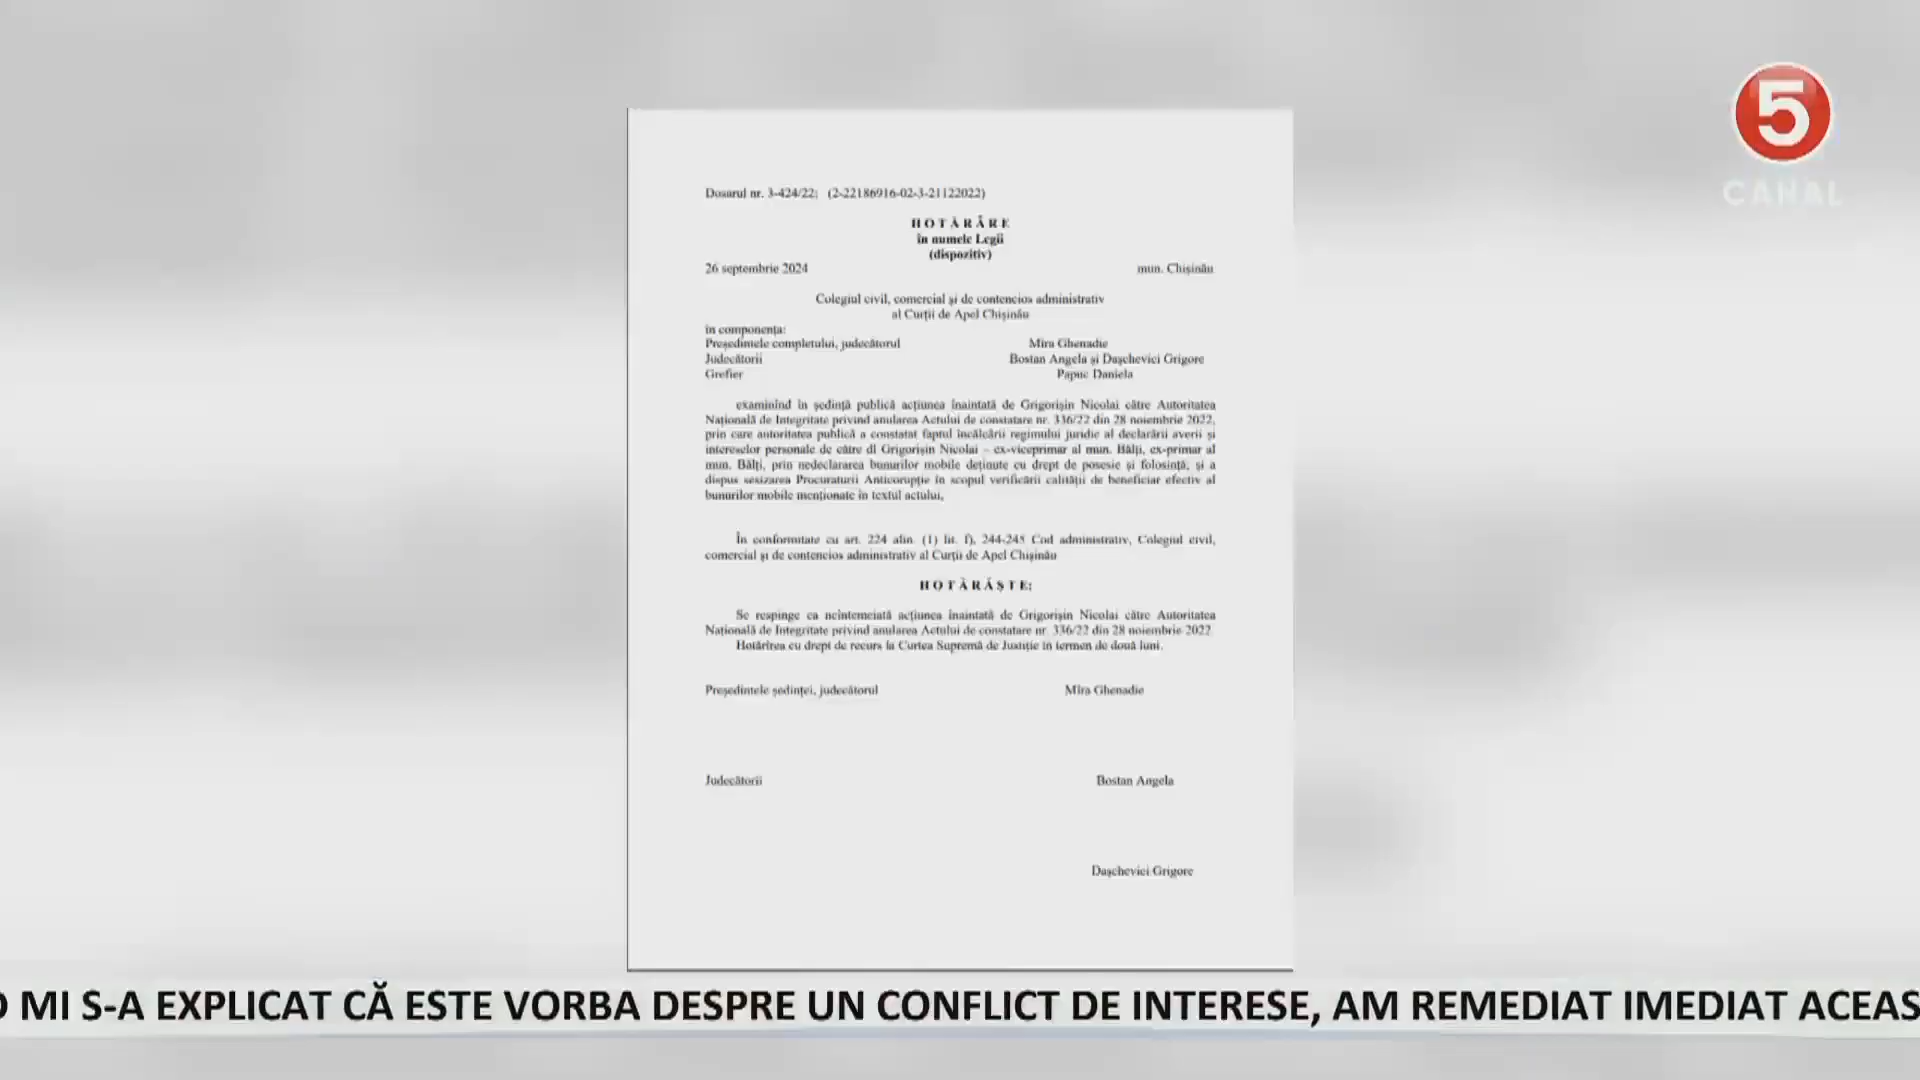 5
CANAL
Dosarul nr. 3-424/22; (2-22186916-02-3-21122022)
HOTĂRÂRE
în numele Legii
(dispozitiv)
26 septembrie 2024 mun. Chișinău
Colegiul civil, comercial și de contencios administrativ
al Curții de Apel Chișinău
în componența:
Președintele completului, judecătorul Mira Ghenadie
Judecătorii Bostan Angela și Dașchevici Grigore
Grefier Papuc Daniela
examinînd în ședință publică acțiunea înaintată de Grigorișin Nicolai către Autoritatea
Națională de Integritate privind anularea Actului de constatare nr. 336/22 din 28 noiembrie 2022,
prin care autoritatea publică a constatat faptul încălcării regimului juridic al declarării averii și
intereselor personale de către dl Grigorișin Nicolai – ex-viceprimar al mun. Bălți, ex-primar al
mun. Bălți, prin nedeclararea bunurilor mobile deținute cu drept de posesie și folosință, și a
dispus sesizarea Procuraturii Anticorupție în scopul verificării calității de beneficiar efectiv al
bunurilor mobile menționate în textul actului,
În conformitate cu art. 224 alin. (1) lit. f), 244-245 Cod administrativ, Colegiul civil,
comercial și de contencios administrativ al Curții de Apel Chișinău
HOTĂRĂȘTE:
Se respinge ca neîntemeiată acțiunea înaintată de Grigorișin Nicolai către Autoritatea
Națională de Integritate privind anularea Actului de constatare nr. 336/22 din 28 noiembrie 2022.
Hotărîrea cu drept de recurs la Curtea Supremă de Justiție în termen de două luni.
Președintele ședinței, judecătorul Mira Ghenadie
Judecătorii Bostan Angela
Dașchevici Grigore
MI S-A EXPLICAT CĂ ESTE VORBA DESPRE UN CONFLICT DE INTERESE, AM REMEDIAT IMEDIAT ACEAS